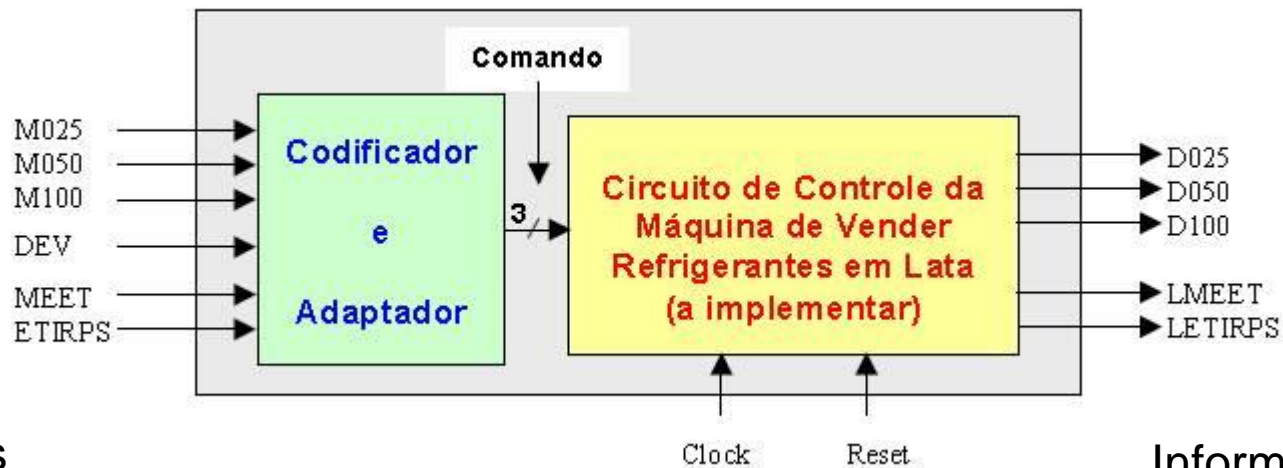 Comando
M025
M050
M100
DEV
MEET
ETIRPS
Codificador
e
Adaptador
3
Circuito de Controle da
Máquina de Vender
Refrigerantes em Lata
(a implementar)
D025
D050
D100
LMEET
LETIRPS
Clock
Reset
s
Inform